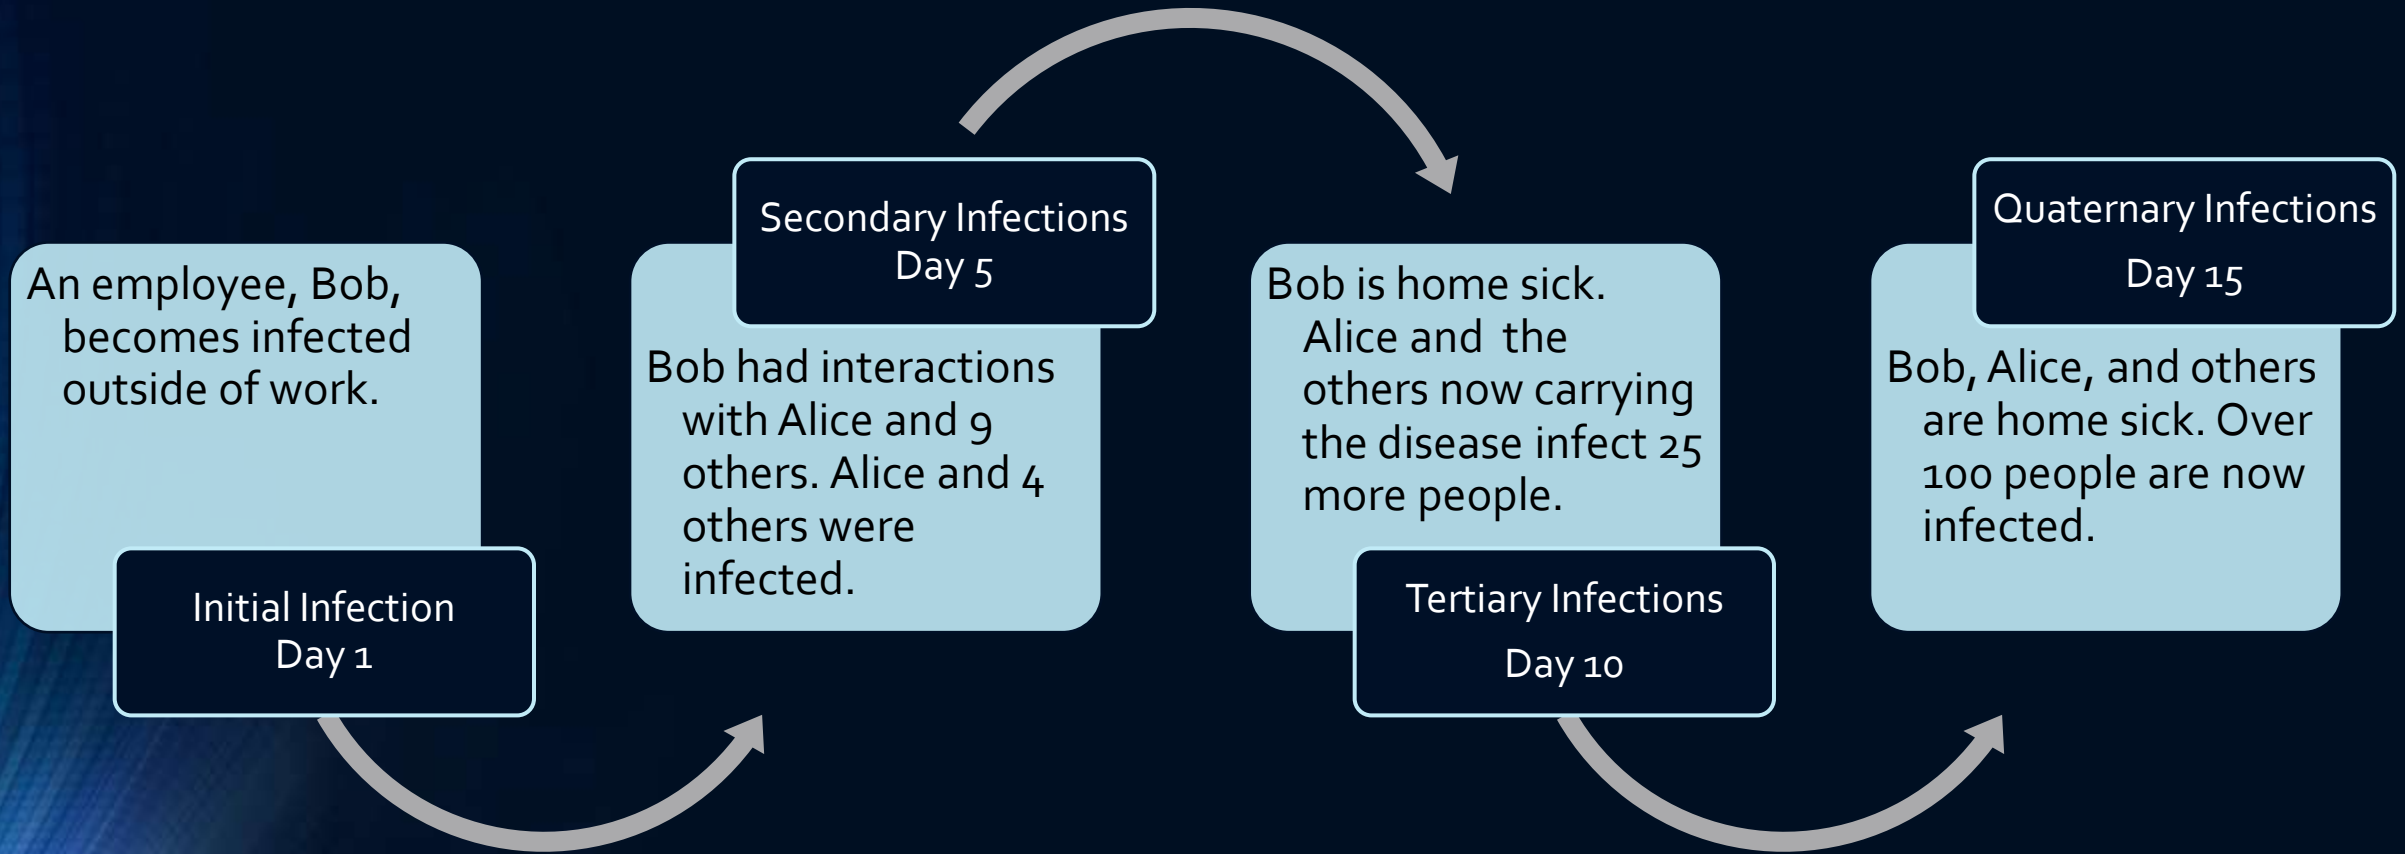 An employee, Bob,
becomes infected
outside of work.
Initial Infection
Day 1
Secondary Infections
Day 5
Bob had interactions
with Alice and 9
others. Alice and 4
others were
infected.
Bob is home sick.
Alice and  the
others now carrying
the disease infect 25
more people.
Tertiary Infections
Day 10
Quaternary Infections
Day 15
Bob, Alice, and others
are home sick. Over
100 people are now
infected.